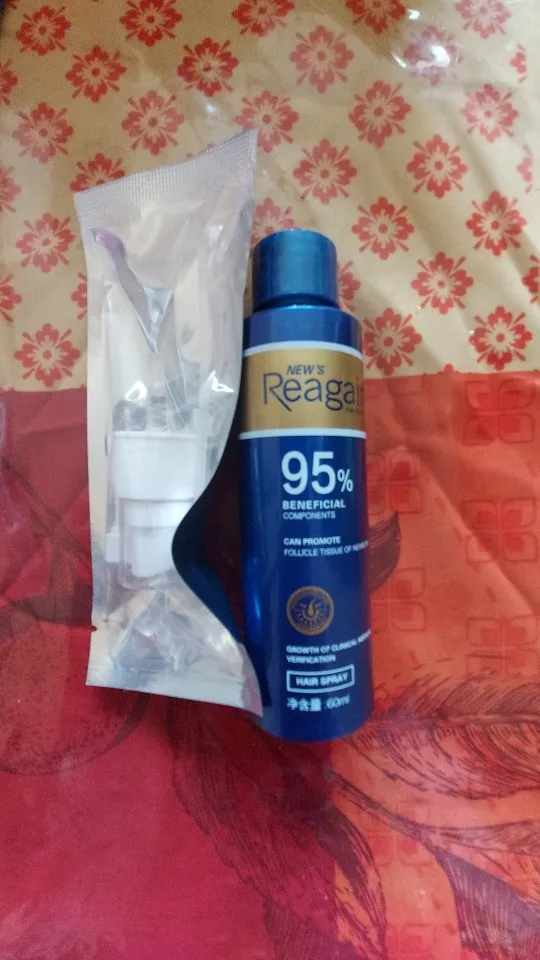 NEW'S
95%
BENEFICIAL
COMPONENTS
CAN PROMOTE
FOLLICLE TISSUE OF
GROWTH OF CLINICAL
VERIFICATION
HAIR SPRAY
净含量:60ml